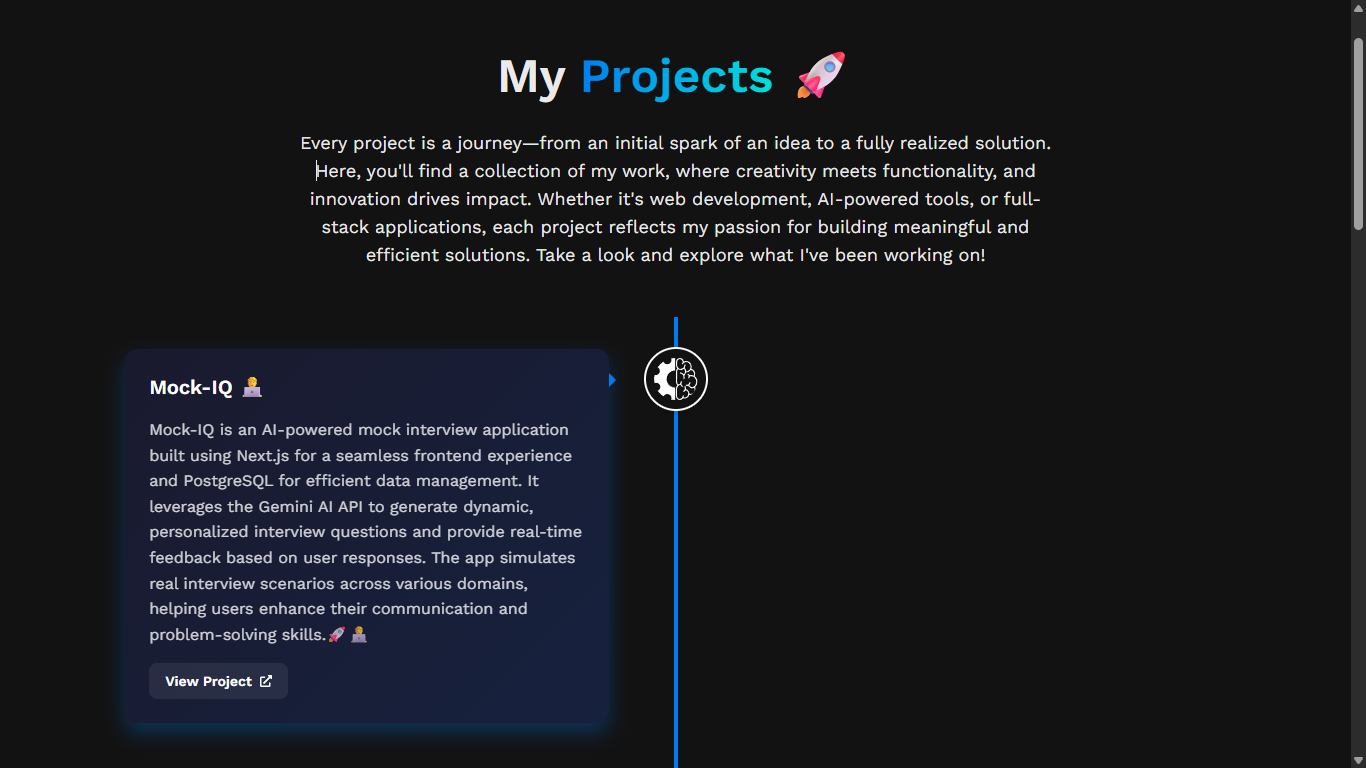 My Projects 🚀
Every project is a journey—from an initial spark of an idea to a fully realized solution.
Here, you'll find a collection of my work, where creativity meets functionality, and
innovation drives impact. Whether it's web development, AI-powered tools, or full-
stack applications, each project reflects my passion for building meaningful and
efficient solutions. Take a look and explore what I've been working on!
Mock-IQ 🧑‍💻
Mock-IQ is an AI-powered mock interview application
built using Next.js for a seamless frontend experience
and PostgreSQL for efficient data management. It
leverages the Gemini AI API to generate dynamic,
personalized interview questions and provide real-time
feedback based on user responses. The app simulates
real interview scenarios across various domains,
helping users enhance their communication and
problem-solving skills.🚀 🧑‍💻
View Project